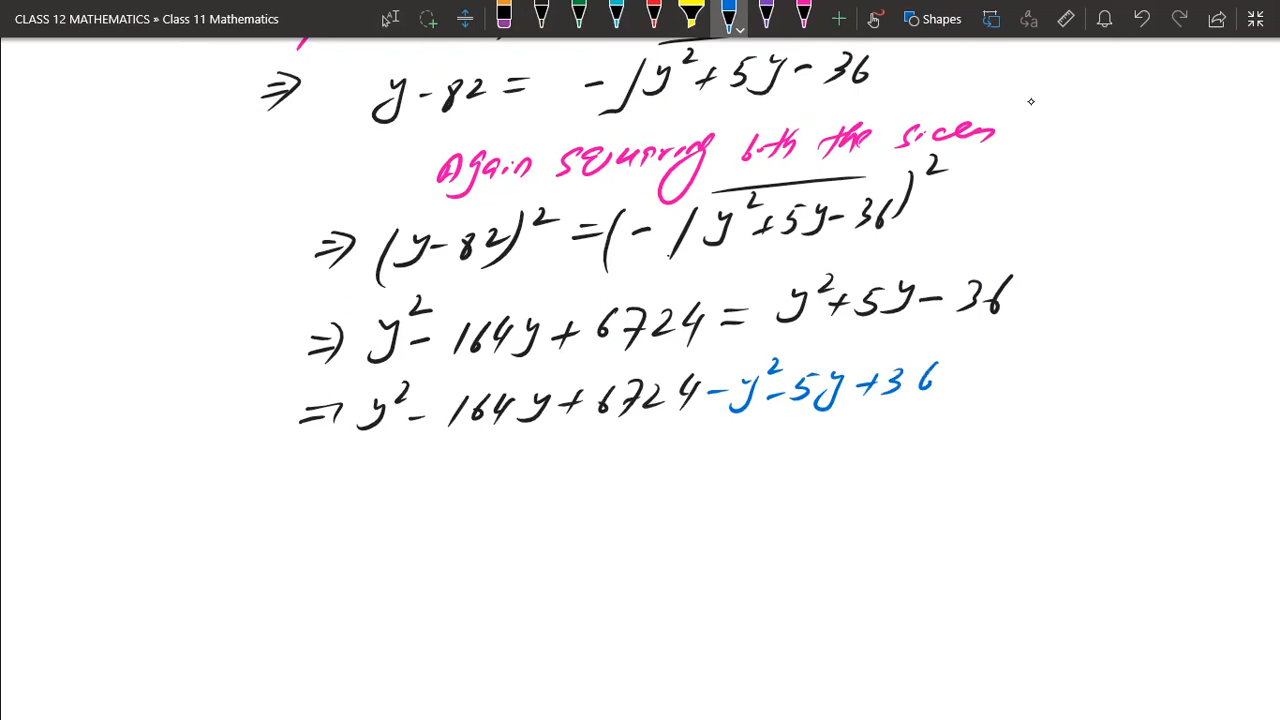 CLASS 12 MATHEMATICS » Class 11 Mathematics
Shapes
⇒ y - 82 = -√y²+5y-36
Again squiring both the sides
⇒ (y-82)² = (-√y²+5y-36)²
⇒ y² - 164y + 6724 = y²+5y-36
⇒ y² - 164y + 6724 - y² - 5y + 36